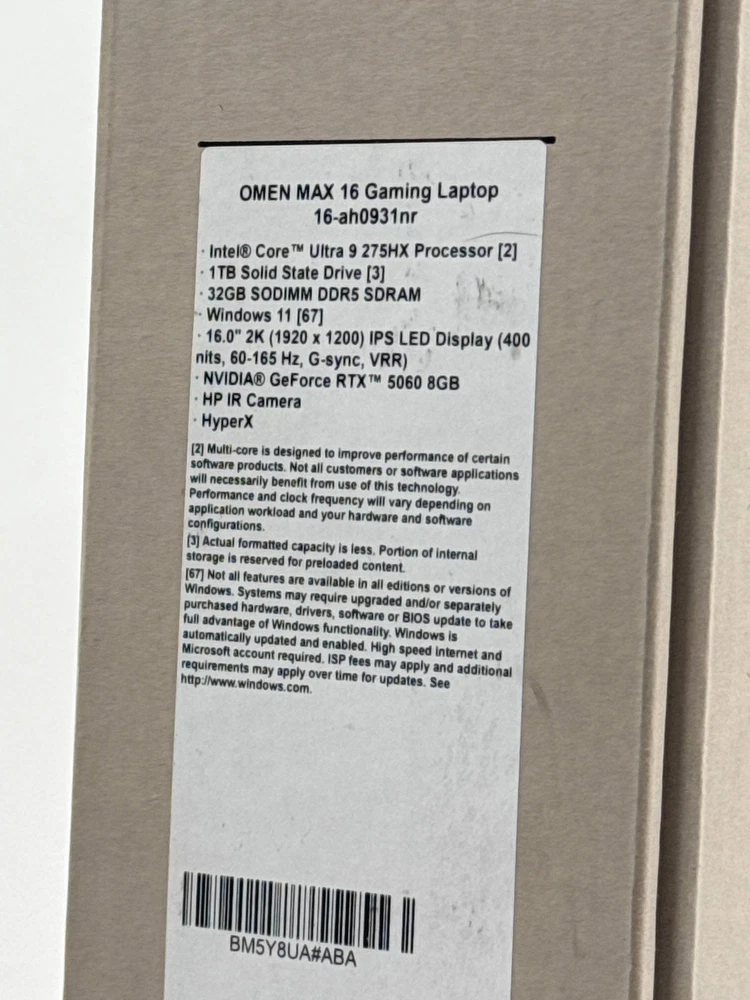 OMEN MAX 16 Gaming Laptop
16-ah0931nr
· Intel® Core™ Ultra 9 275HX Processor [2]
· 1TB Solid State Drive [3]
· 32GB SODIMM DDR5 SDRAM
· Windows 11 [67]
· 16.0" 2K (1920 x 1200) IPS LED Display (400
nits, 60-165 Hz, G-sync, VRR)
· NVIDIA® GeForce RTX™ 5060 8GB
· HP IR Camera
· HyperX
[2] Multi-core is designed to improve performance of certain
software products. Not all customers or software applications
will necessarily benefit from use of this technology.
Performance and clock frequency will vary depending on
application workload and your hardware and software
configurations.
[3] Actual formatted capacity is less. Portion of internal
storage is reserved for preloaded content.
[67] Not all features are available in all editions or versions of
Windows. Systems may require upgraded and/or separately
purchased hardware, drivers, software or BIOS update to take
full advantage of Windows functionality. Windows is
automatically updated and enabled. High speed internet and
Microsoft account required. ISP fees may apply and additional
requirements may apply over time for updates. See
http://www.windows.com.
BM5Y8UA#ABA